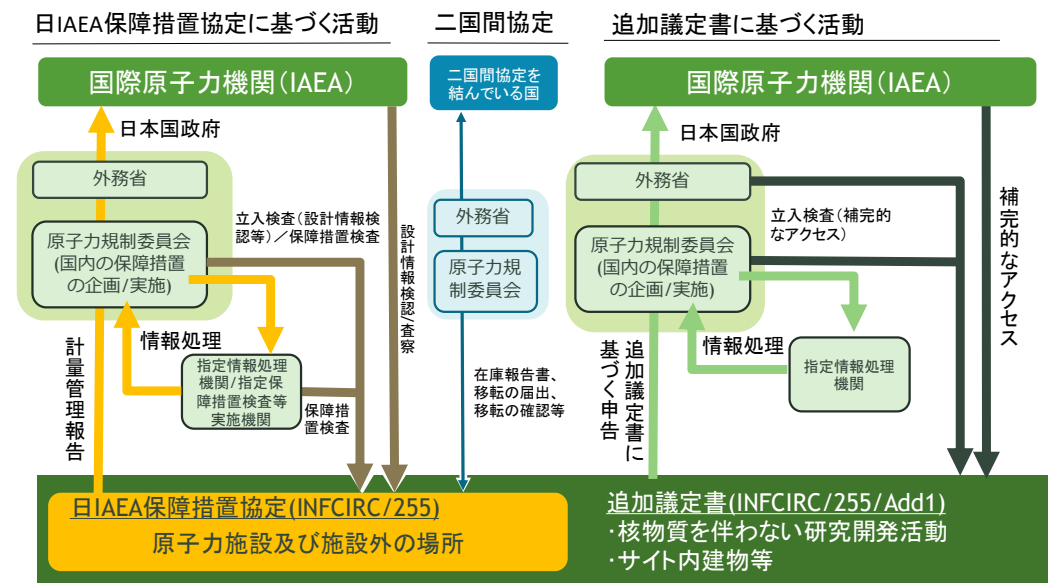 日IAEA保障措置協定に基づく活動
国際原子力機関(IAEA)
日本国政府
外務省
原子力規制委員会
(国内の保障措置
の企画/実施)
立入検査(設計情報検
認等)/保障措置検査
設計情報検認/査察
情報処理
指定情報処理
機関/指定保
障措置検査等
実施機関
保障措
置検査
計量管理報告
日IAEA保障措置協定(INFCIRC/255)
原子力施設及び施設外の場所
二国間協定
二国間協定を
結んでいる国
外務省
原子力規
制委員会
在庫報告書、
移転の届出、
移転の確認等
追加議定書に基づく活動
国際原子力機関(IAEA)
日本国政府
外務省
原子力規制委員会
(国内の保障措置
の企画/実施)
立入検査(補完的
なアクセス)
補完的なアクセス
情報処理
指定情報処理
機関
追加議定書に
基づく申告
追加議定書(INFCIRC/255/Add1)
・核物質を伴わない研究開発活動
・サイト内建物等